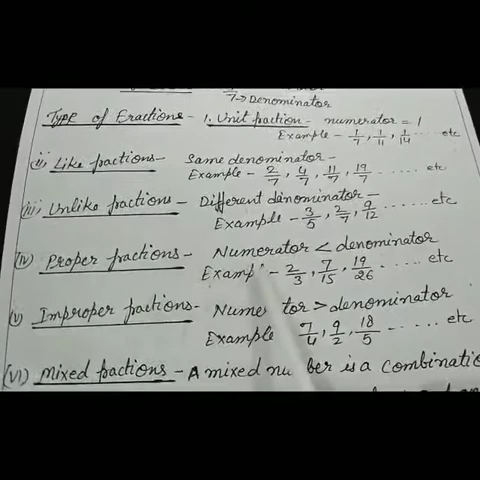 7→Denominator
Type of Fractions - 1. Unit fraction - numerator = 1
Example - 1/7, 1/11, 1/14 ..... etc
(ii) Like fractions - Same denominator -
Example - 2/7, 4/7, 11/7, 19/7 ..... etc
(iii) Unlike fractions - Different denominator -
Example - 3/5, 2/7, 9/12 ...... etc
(iv) Proper fractions - Numerator < denominator
Examp - 2/3, 7/15, 19/26 ..... etc
(v) Improper fractions - Nume tor > denominator
Example 7/4, 9/2, 18/5 ...... etc
(vi) Mixed fractions - A mixed nu ber is a combinatio